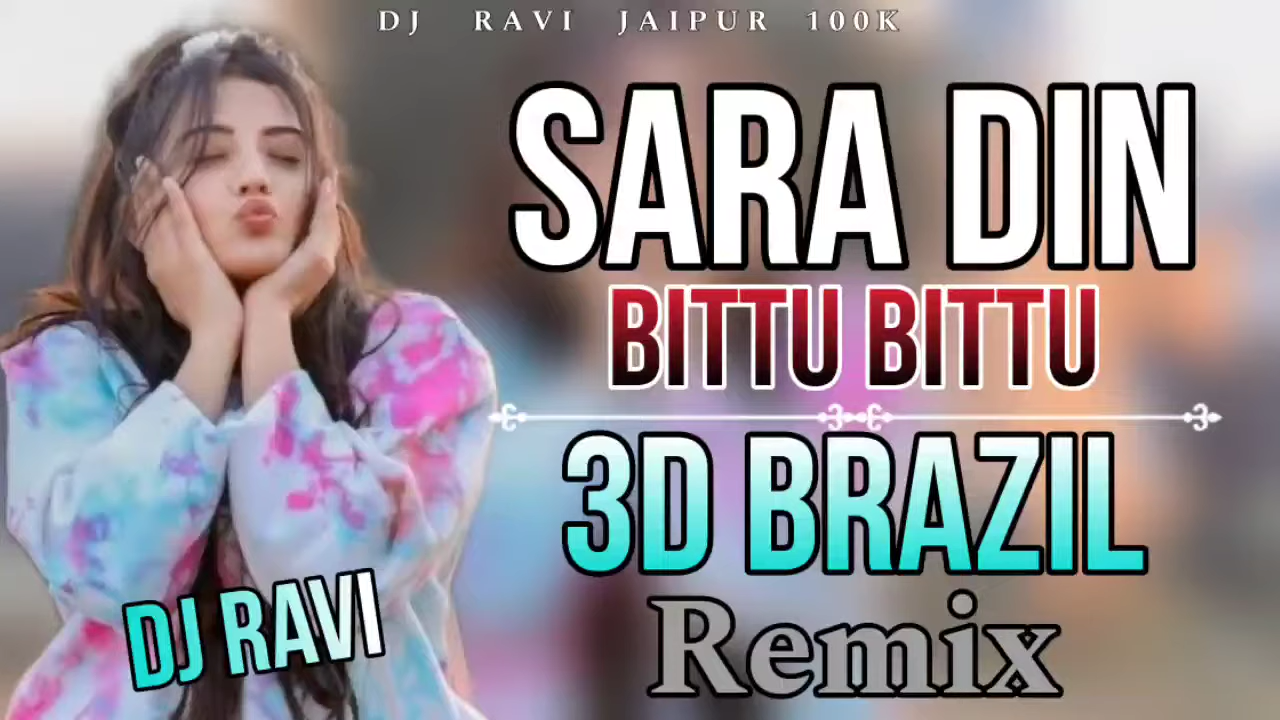 DJ RAVI JAIPUR 100K
SARA DIN
BITTU BITTU
3D BRAZIL
Remix
DJ RAVI